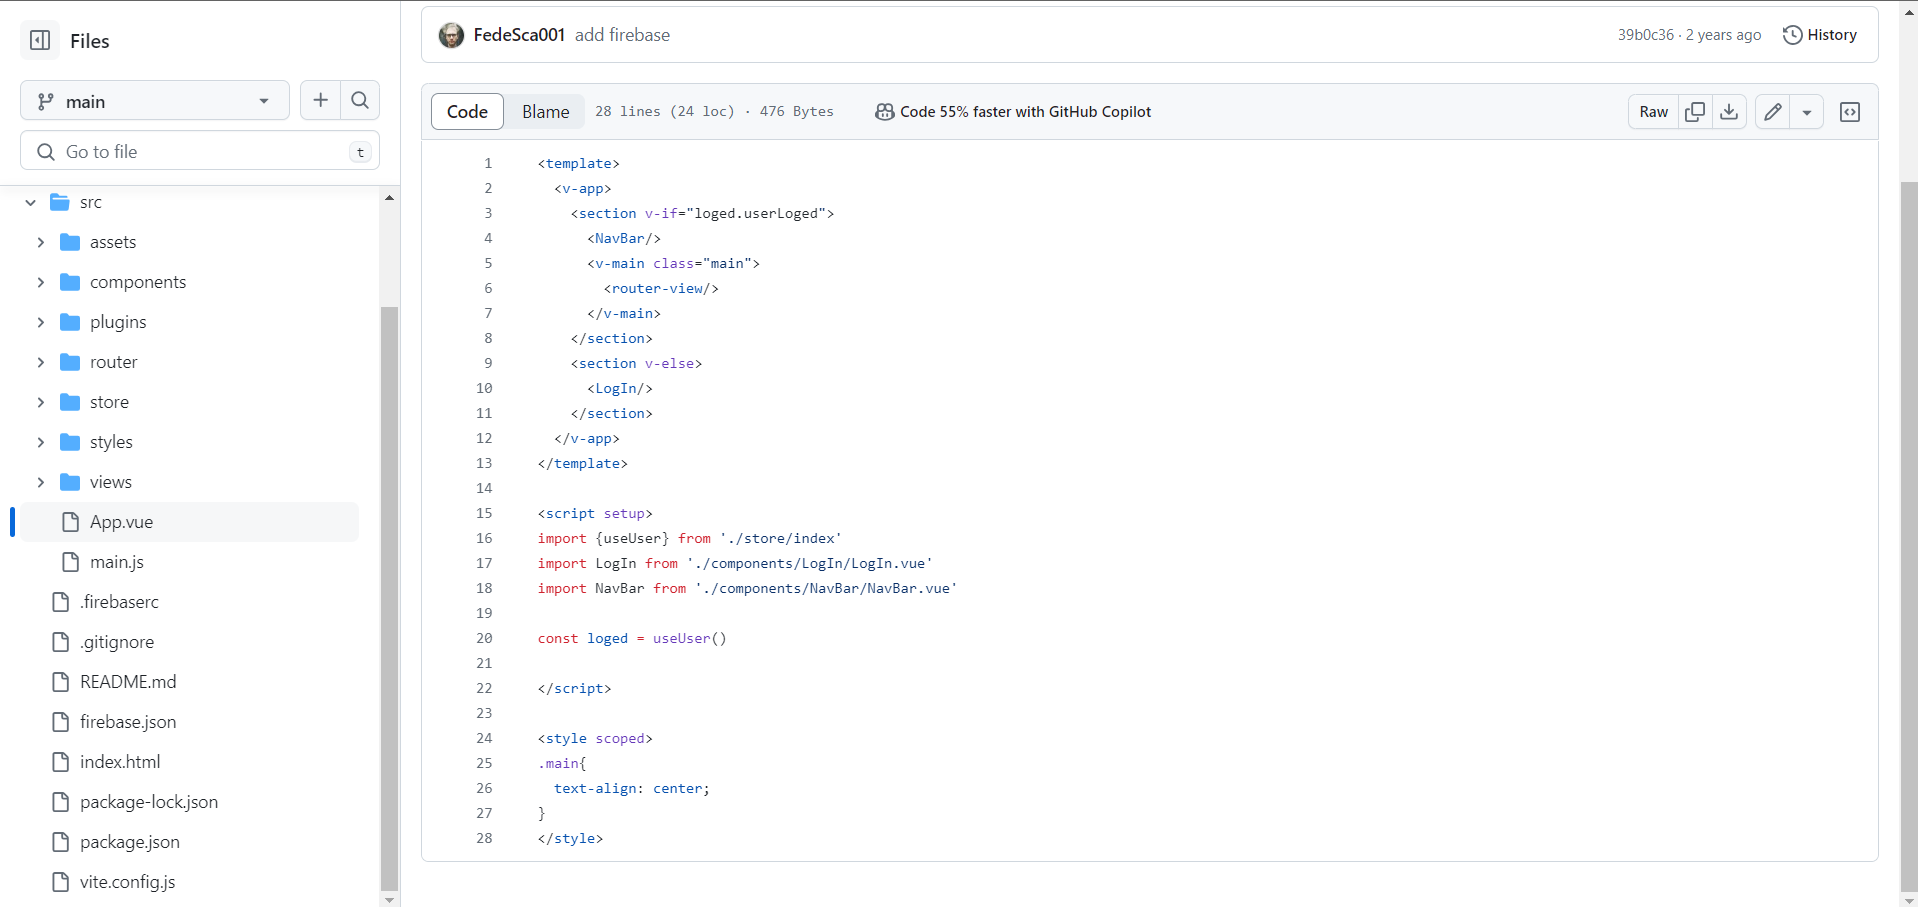 Files
main
Go to file
t
src
assets
components
plugins
router
store
styles
views
App.vue
main.js
.firebaserc
.gitignore
README.md
firebase.json
index.html
package-lock.json
package.json
vite.config.js
FedeSca001 add firebase
39b0c36 · 2 years ago
History
Code Blame 28 lines (24 loc) · 476 Bytes
Code 55% faster with GitHub Copilot
Raw
1 <template>
2   <v-app>
3     <section v-if="loged.userLoged">
4       <NavBar/>
5       <v-main class="main">
6         <router-view/>
7       </v-main>
8     </section>
9     <section v-else>
10       <LogIn/>
11     </section>
12   </v-app>
13 </template>
14
15 <script setup>
16 import {useUser} from './store/index'
17 import LogIn from './components/LogIn/LogIn.vue'
18 import NavBar from './components/NavBar/NavBar.vue'
19
20 const loged = useUser()
21
22 </script>
23
24 <style scoped>
25 .main{
26   text-align: center;
27 }
28 </style>